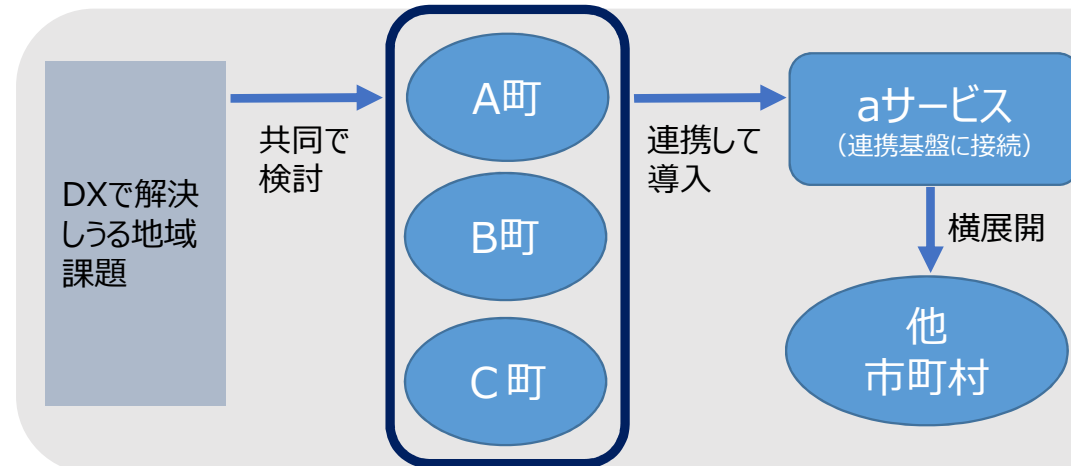 DXで解決
しうる地域
課題
共同で
検討
A町
B町
C町
連携して
導入
aサービス
（連携基盤に接続）
横展開
他
市町村